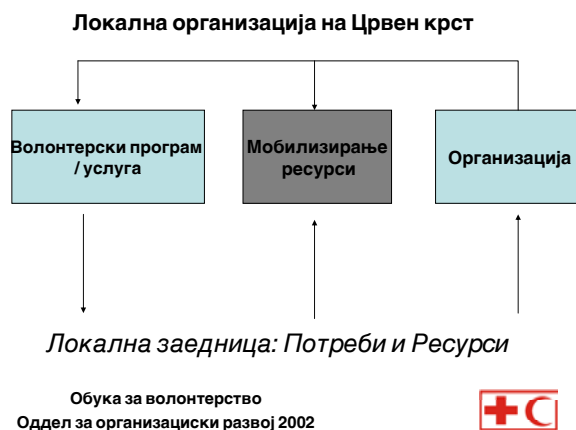 Локална организација на Црвен крст
Волонтерски програм
/ услуга
Мобилизирање
ресурси
Организација
Локална заедница: Потреби и Ресурси
Обука за волонтерство
Оддел за организациски развој 2002